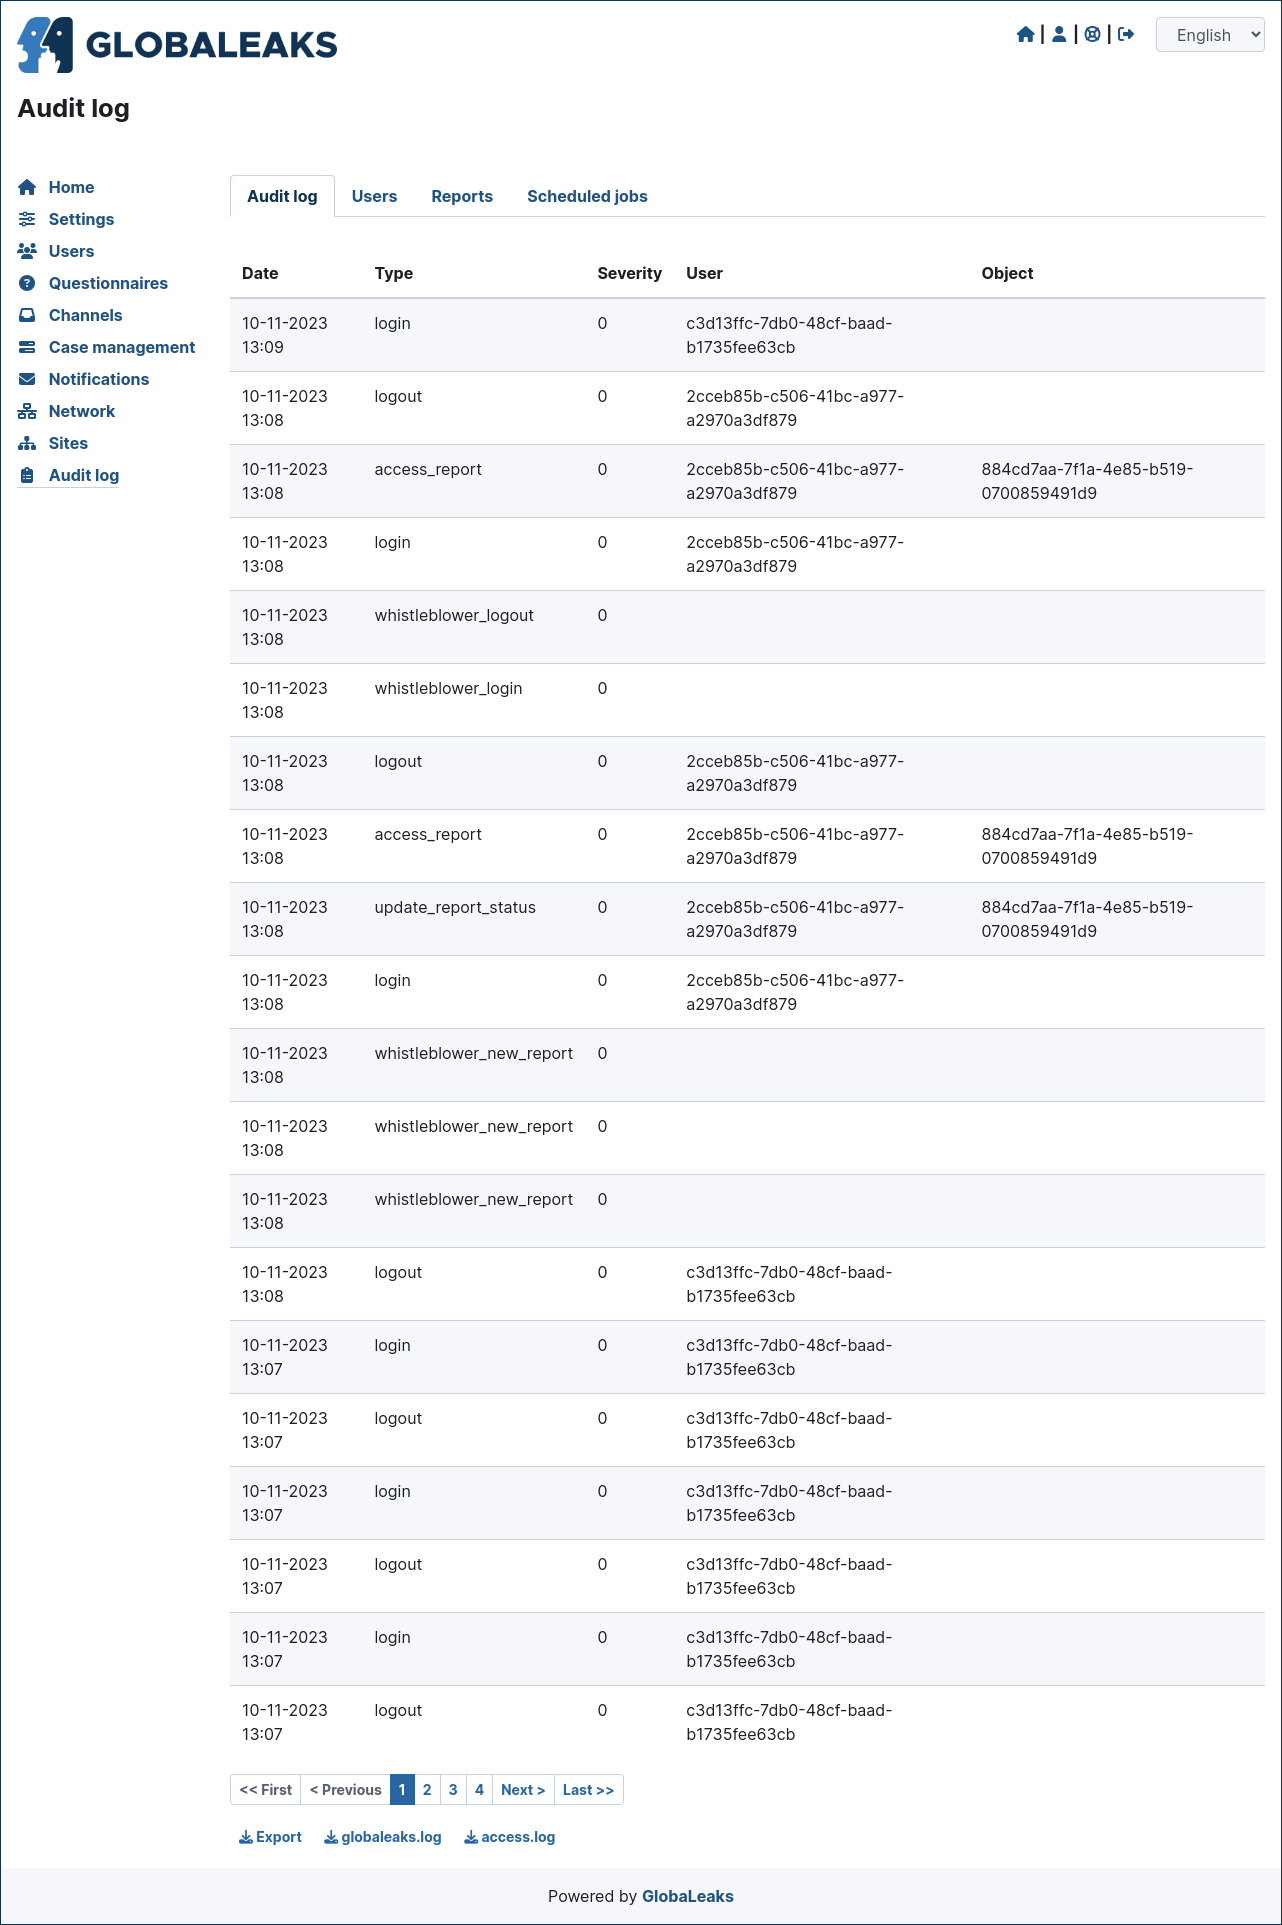 GLOBALEAKS
| | |
English
Audit log
Home
Settings
Users
Questionnaires
Channels
Case management
Notifications
Network
Sites
Audit log
Audit log Users Reports Scheduled jobs
Date Type Severity User Object
10-11-2023 login 0 c3d13ffc-7db0-48cf-baad-
13:09 b1735fee63cb
10-11-2023 logout 0 2cceb85b-c506-41bc-a977-
13:08 a2970a3df879
10-11-2023 access_report 0 2cceb85b-c506-41bc-a977- 884cd7aa-7f1a-4e85-b519-
13:08 a2970a3df879 0700859491d9
10-11-2023 login 0 2cceb85b-c506-41bc-a977-
13:08 a2970a3df879
10-11-2023 whistleblower_logout 0
13:08
10-11-2023 whistleblower_login 0
13:08
10-11-2023 logout 0 2cceb85b-c506-41bc-a977-
13:08 a2970a3df879
10-11-2023 access_report 0 2cceb85b-c506-41bc-a977- 884cd7aa-7f1a-4e85-b519-
13:08 a2970a3df879 0700859491d9
10-11-2023 update_report_status 0 2cceb85b-c506-41bc-a977- 884cd7aa-7f1a-4e85-b519-
13:08 a2970a3df879 0700859491d9
10-11-2023 login 0 2cceb85b-c506-41bc-a977-
13:08 a2970a3df879
10-11-2023 whistleblower_new_report 0
13:08
10-11-2023 whistleblower_new_report 0
13:08
10-11-2023 whistleblower_new_report 0
13:08
10-11-2023 logout 0 c3d13ffc-7db0-48cf-baad-
13:08 b1735fee63cb
10-11-2023 login 0 c3d13ffc-7db0-48cf-baad-
13:07 b1735fee63cb
10-11-2023 logout 0 c3d13ffc-7db0-48cf-baad-
13:07 b1735fee63cb
10-11-2023 login 0 c3d13ffc-7db0-48cf-baad-
13:07 b1735fee63cb
10-11-2023 logout 0 c3d13ffc-7db0-48cf-baad-
13:07 b1735fee63cb
10-11-2023 login 0 c3d13ffc-7db0-48cf-baad-
13:07 b1735fee63cb
10-11-2023 logout 0 c3d13ffc-7db0-48cf-baad-
13:07 b1735fee63cb
<< First < Previous 1 2 3 4 Next > Last >>
Export globaleaks.log access.log
Powered by GlobaLeaks